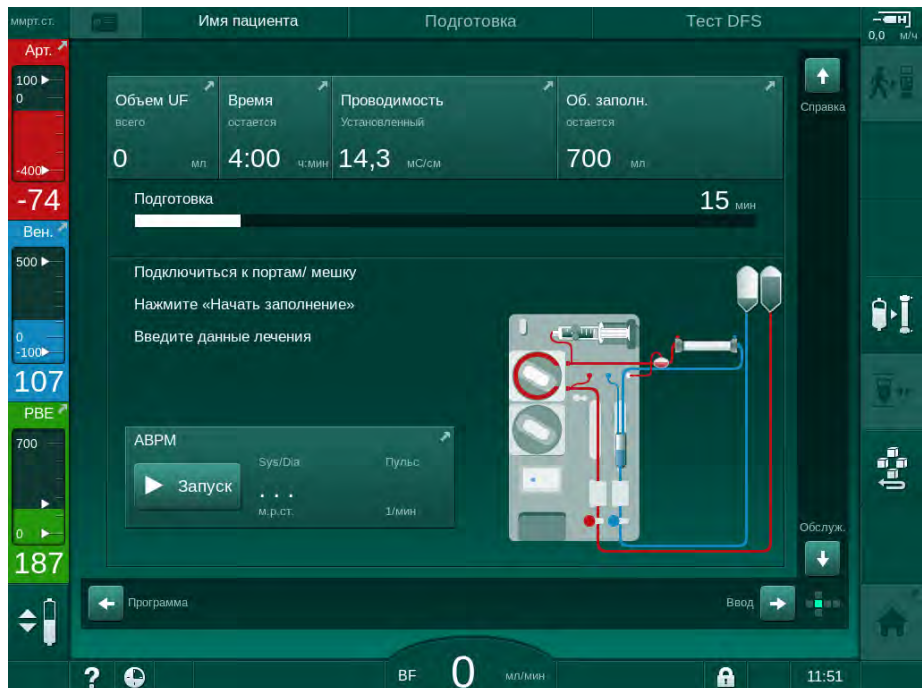 ммрт.ст.
Имя пациента
Подготовка
Тест DFS
0,0 м/ч
Арт.
100
0
-400
-74
Вен.
500
0
-100
107
PBE
700
0
187
Объем UF
всего
0 мл
Время
остается
4:00 ч:мин
Проводимость
Установленный
14,3 мС/см
Об. заполн.
остается
700 мл
Подготовка
15 мин
Подключиться к портам/ мешку
Нажмите «Начать заполнение»
Введите данные лечения
ABPM
Запуск
Sys/Dia
. . .
м.р.ст.
Пульс
1/мин
Справка
Обслуж.
Программа
Ввод
?
BF 0 мл/мин
11:51